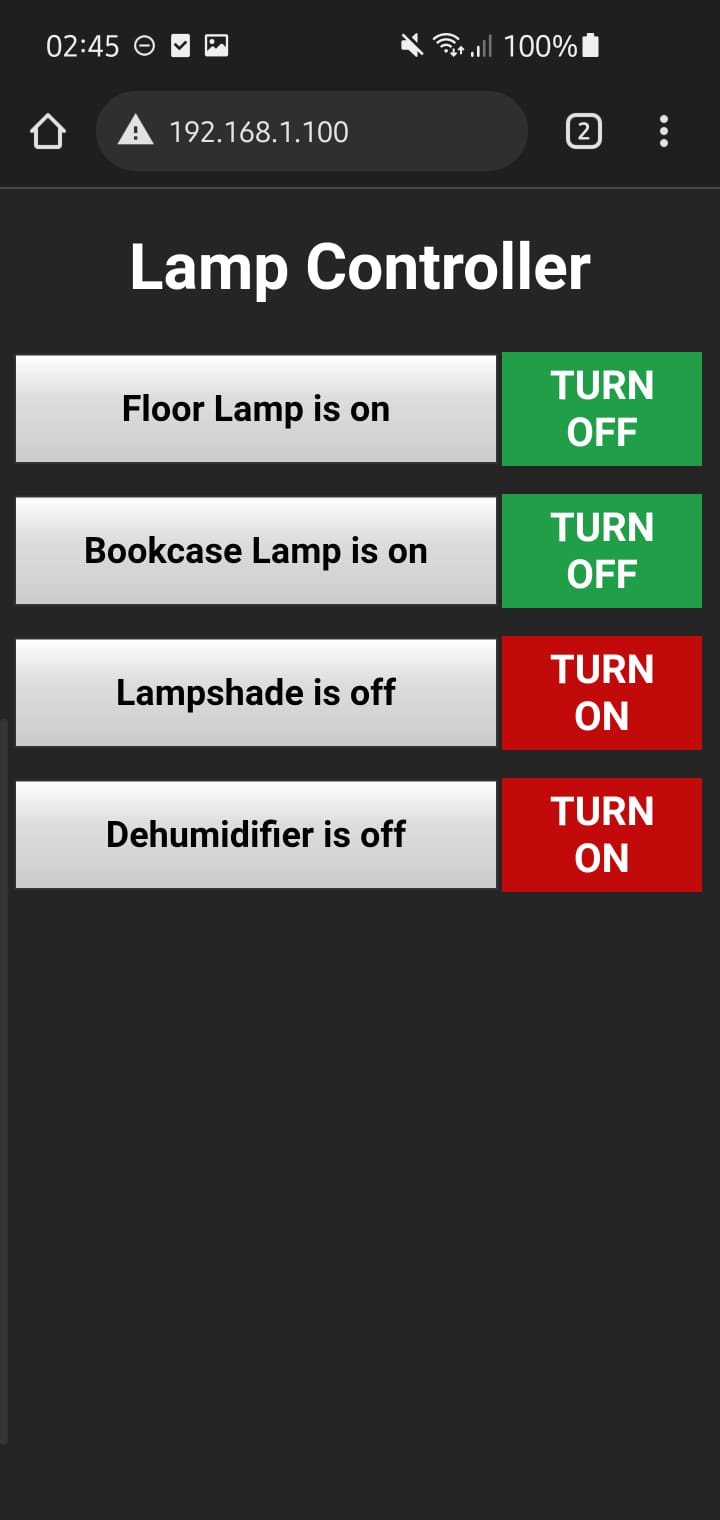 02:45 100%
192.168.1.100 2
Lamp Controller
Floor Lamp is on TURN
OFF
Bookcase Lamp is on TURN
OFF
Lampshade is off TURN
ON
Dehumidifier is off TURN
ON